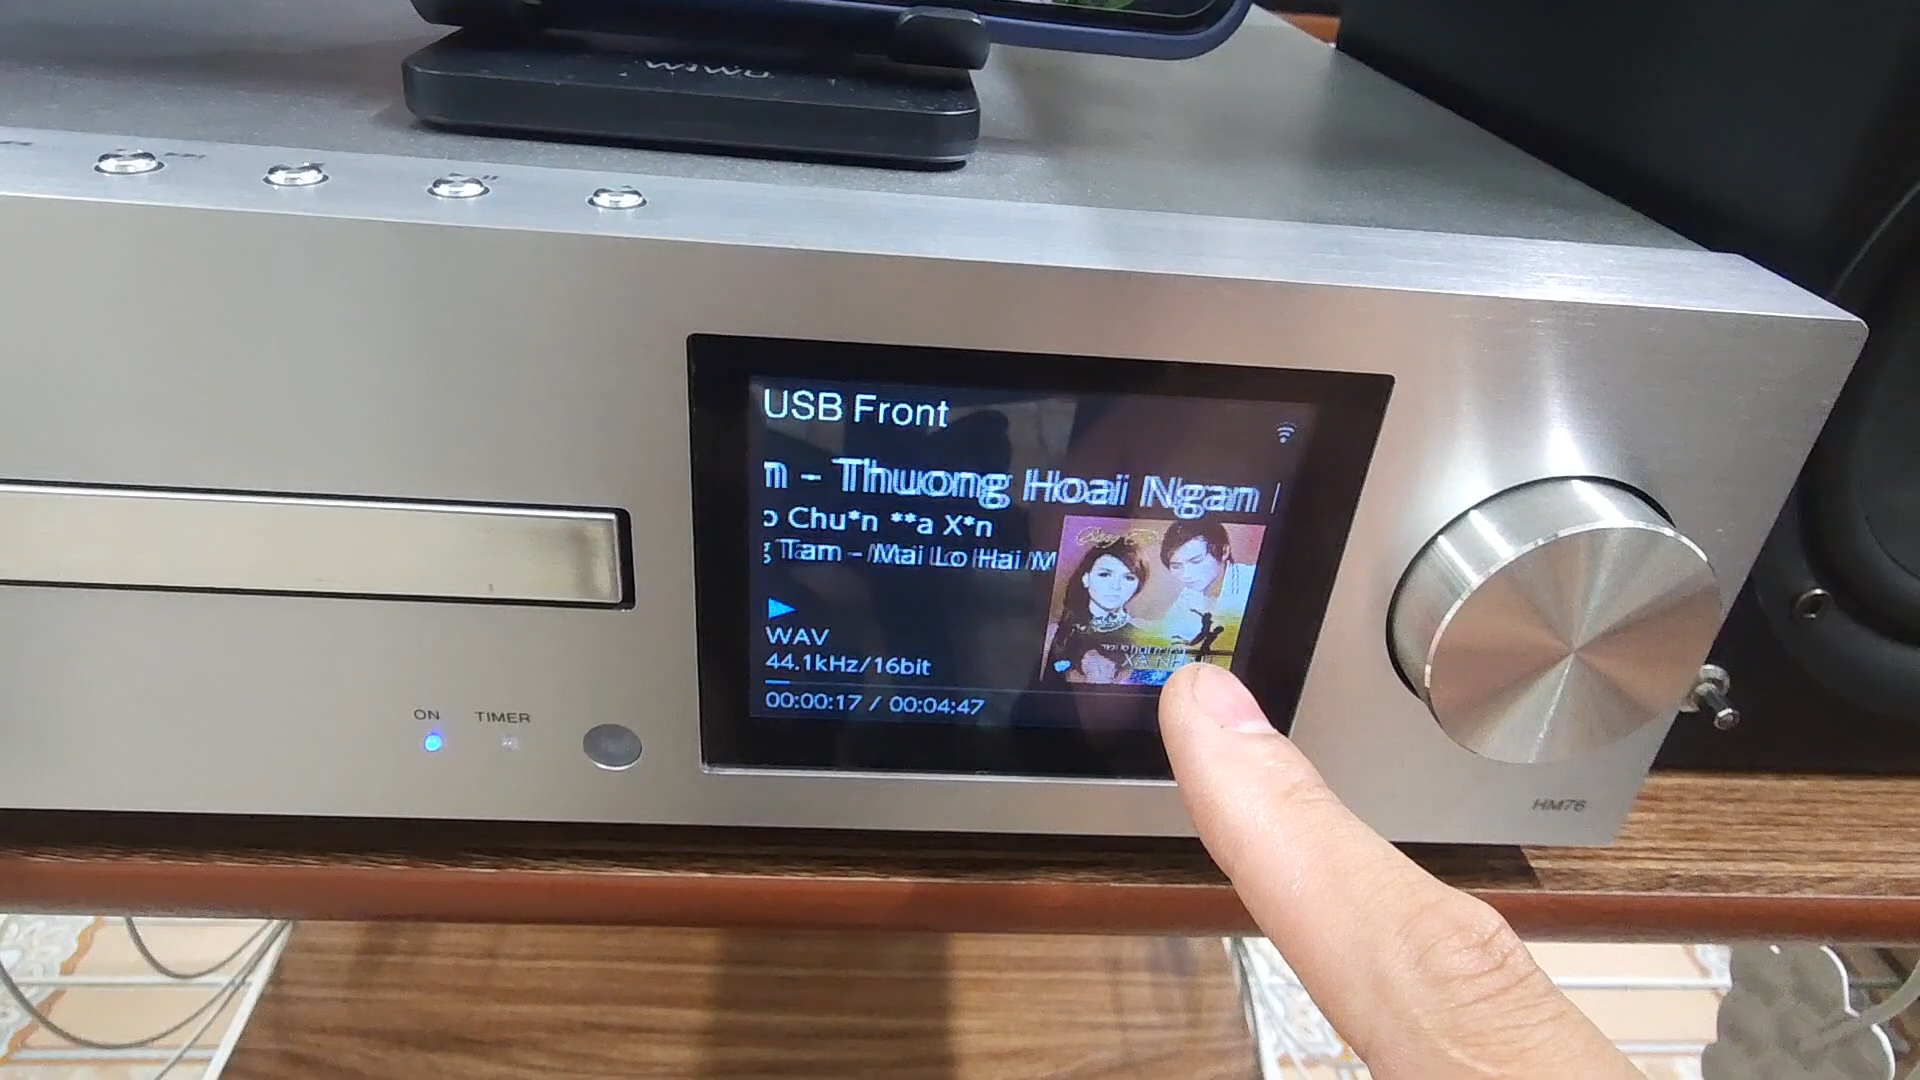 WiWU
USB Front
m - Thuong Hoai Ngan
o Chu*n **a X*n
g Tam - Mai Lo Hai M
WAV
44.1kHz/16bit
00:00:17 / 00:04:47
ON TIMER
HM76